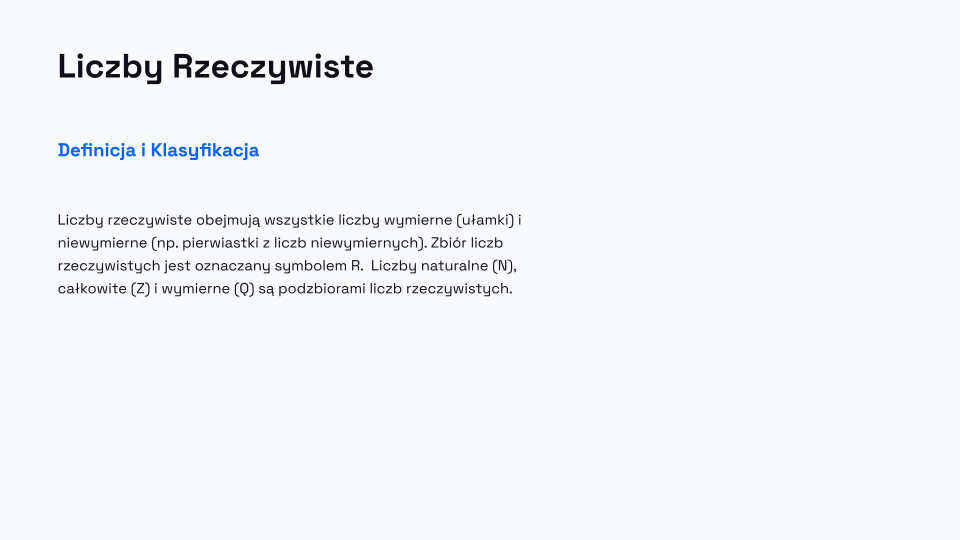 Liczby Rzeczywiste
Definicja i Klasyfikacja
Liczby rzeczywiste obejmują wszystkie liczby wymierne (ułamki) i
niewymierne (np. pierwiastki z liczb niewymiernych). Zbiór liczb
rzeczywistych jest oznaczany symbolem R.  Liczby naturalne (N),
całkowite (Z) i wymierne (Q) są podzbiorami liczb rzeczywistych.